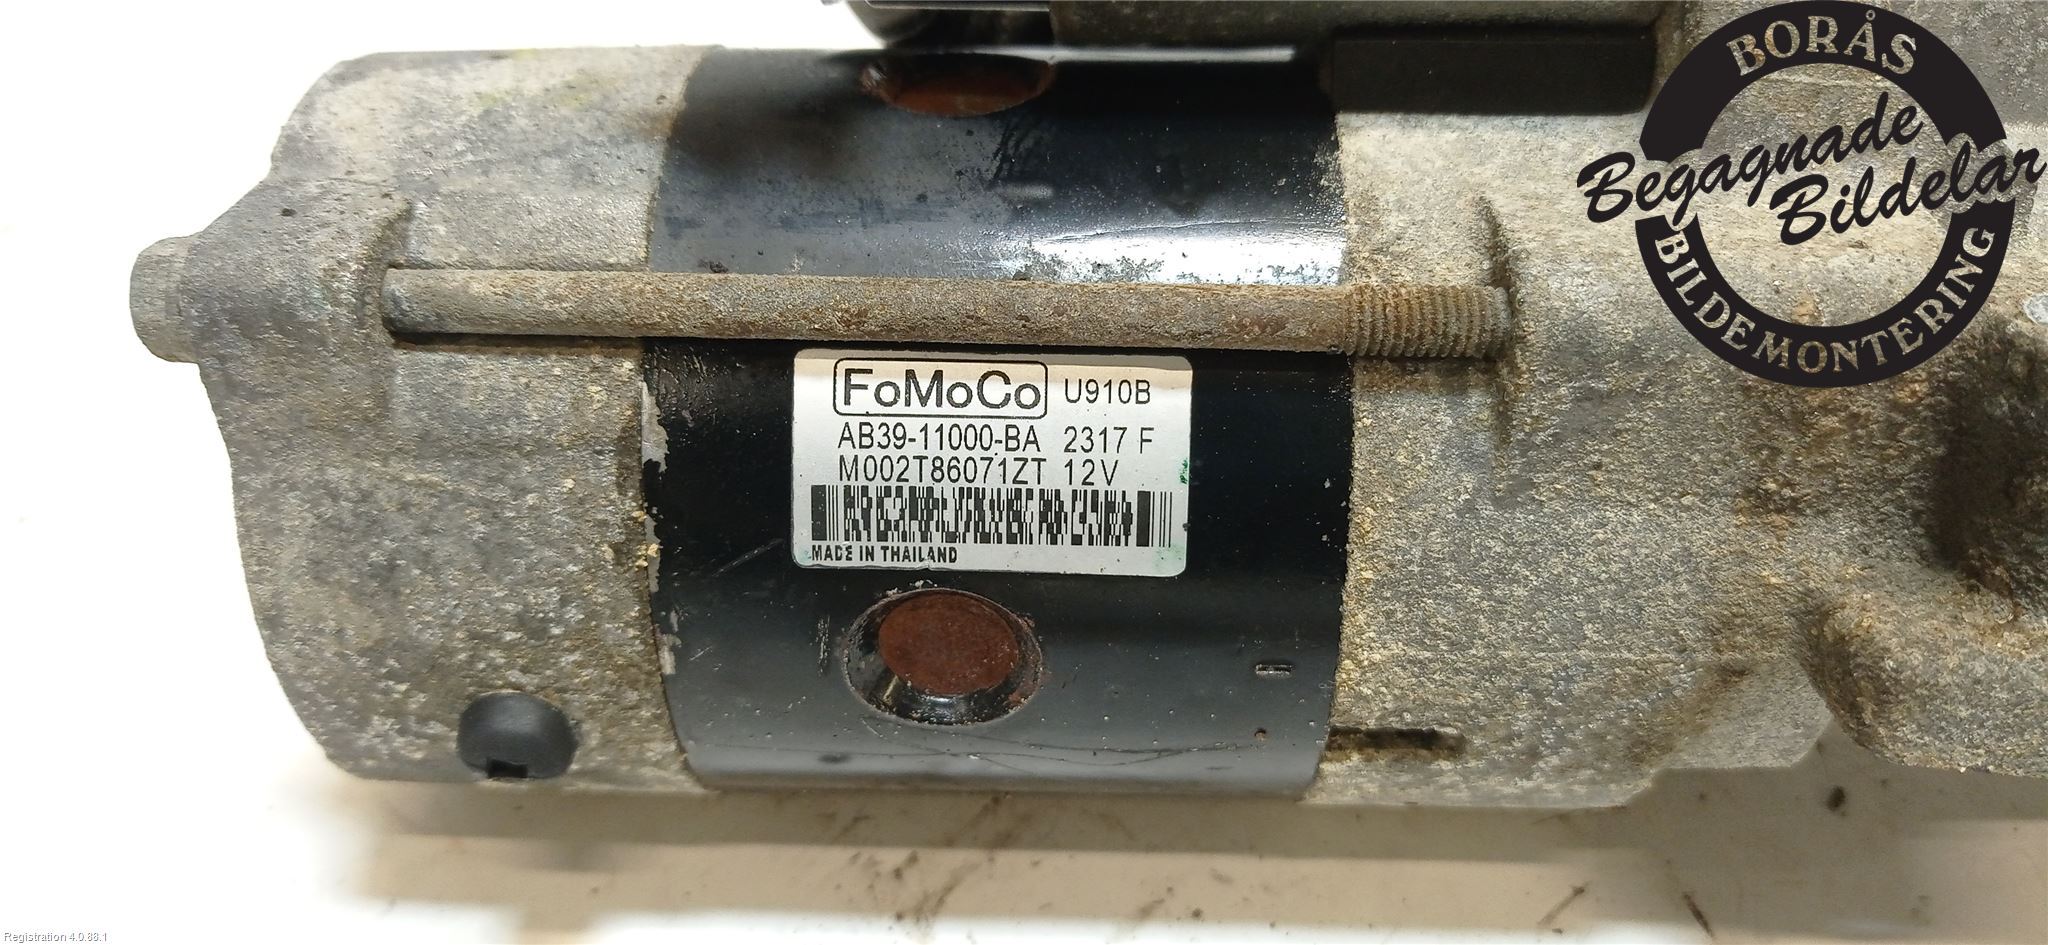 BORÅS
Begagnade
Bildelar
BILDEMONTERING
FoMoCo U910B
AB39-11000-BA 2317 F
M002T86071ZT 12V
MADE IN THAILAND
Registration 4.0.88.1